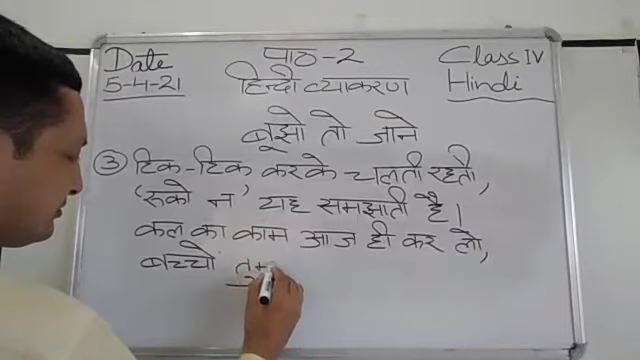 Date
5-4-21
पाठ-2
हिन्दी व्याकरण
Class IV
Hindi
बूझो तो जाने
③ टिक-टिक करके चलती रहती,
'रुको न' यह समझाती है।
कल का काम आज ही कर लो,
बच्चों तुम